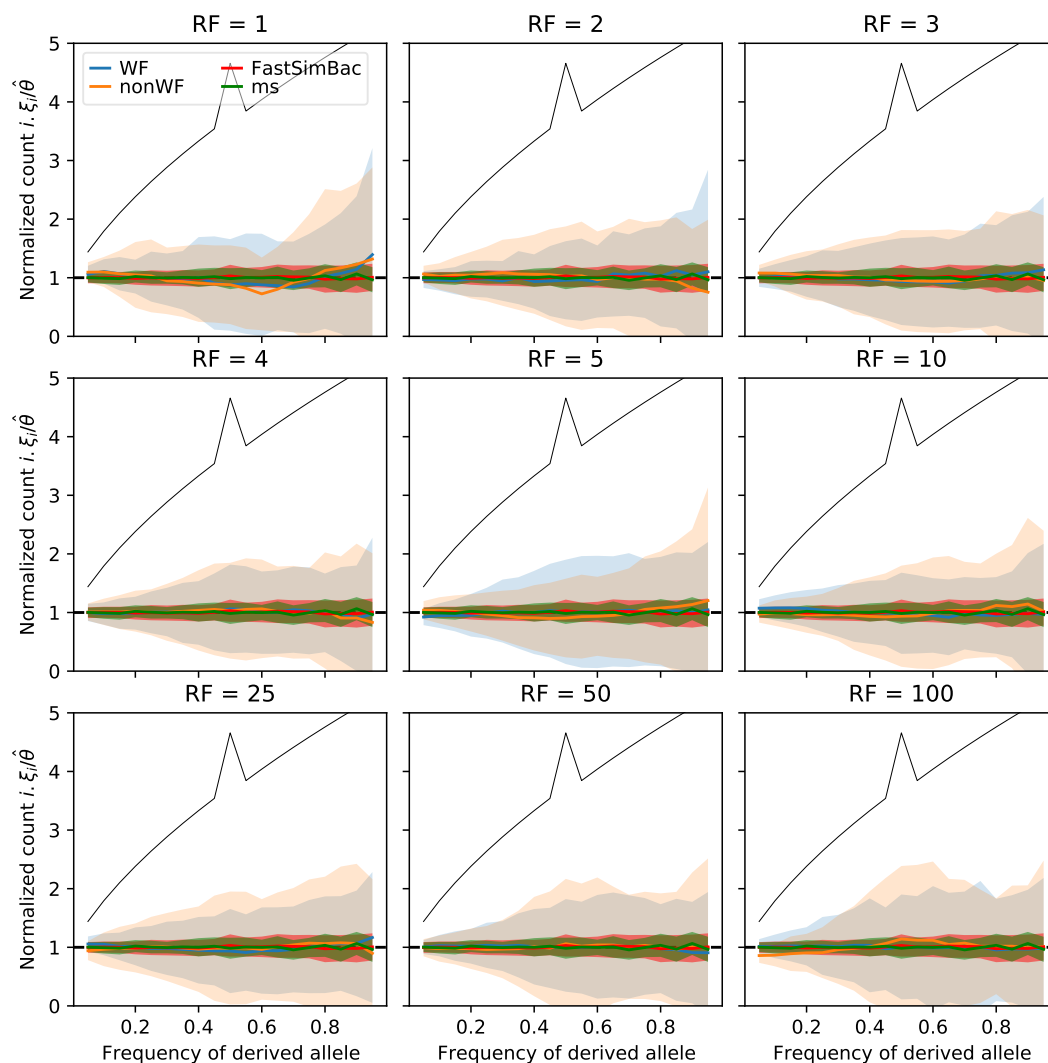 RF = 1
RF = 2
RF = 3
5
4
3
2
1
0
Normalized count i.ξ_i/θ̂
WF
nonWF
FastSimBac
ms
RF = 4
RF = 5
RF = 10
5
4
3
2
1
0
Normalized count i.ξ_i/θ̂
RF = 25
RF = 50
RF = 100
5
4
3
2
1
0
Normalized count i.ξ_i/θ̂
0.2 0.4 0.6 0.8
0.2 0.4 0.6 0.8
0.2 0.4 0.6 0.8
Frequency of derived allele
Frequency of derived allele
Frequency of derived allele